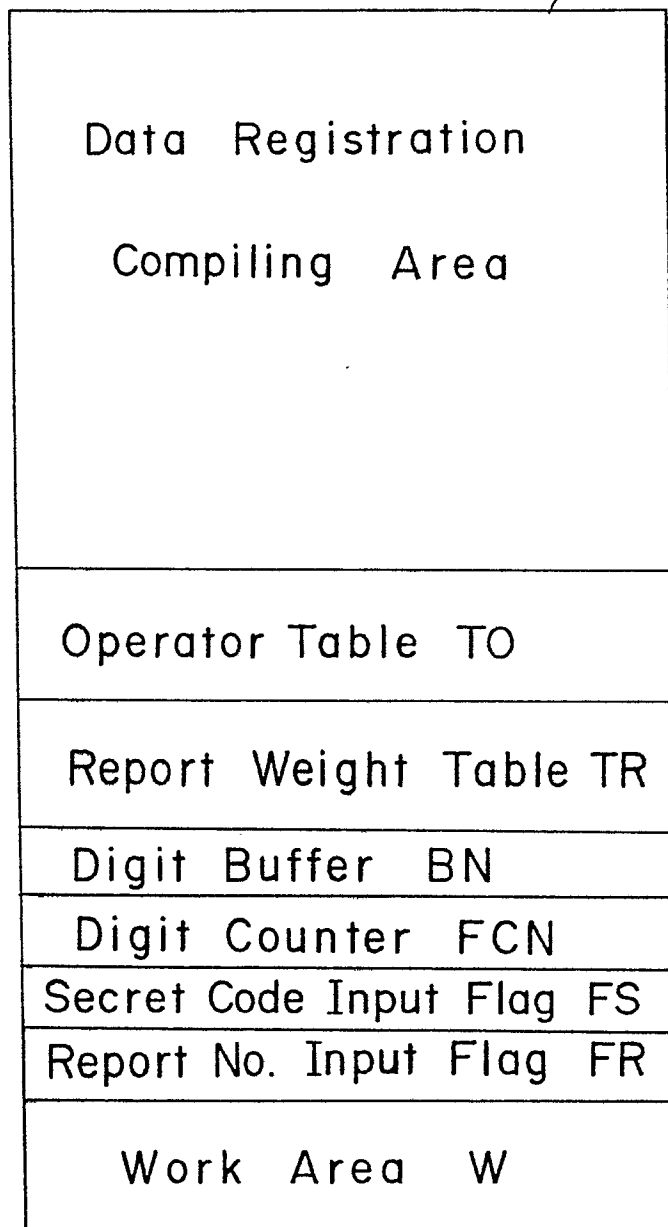 Data Registration
Compiling Area
Operator Table TO
Report Weight Table TR
Digit Buffer BN
Digit Counter FCN
Secret Code Input Flag FS
Report No. Input Flag FR
Work Area W